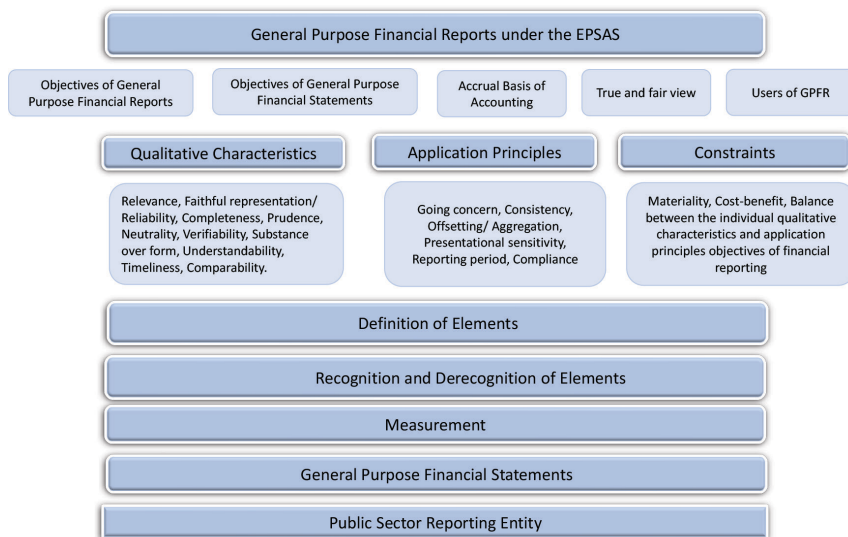 General Purpose Financial Reports under the EPSAS
Objectives of General
Purpose Financial Reports
Objectives of General Purpose
Financial Statements
Accrual Basis of
Accounting
True and fair view
Users of GPFR
Qualitative Characteristics
Application Principles
Constraints
Relevance, Faithful representation/
Reliability, Completeness, Prudence,
Neutrality, Verifiability, Substance
over form, Understandability,
Timeliness, Comparability.
Going concern, Consistency,
Offsetting/ Aggregation,
Presentational sensitivity,
Reporting period, Compliance
Materiality, Cost-benefit, Balance
between the individual qualitative
characteristics and application
principles objectives of financial
reporting
Definition of Elements
Recognition and Derecognition of Elements
Measurement
General Purpose Financial Statements
Public Sector Reporting Entity